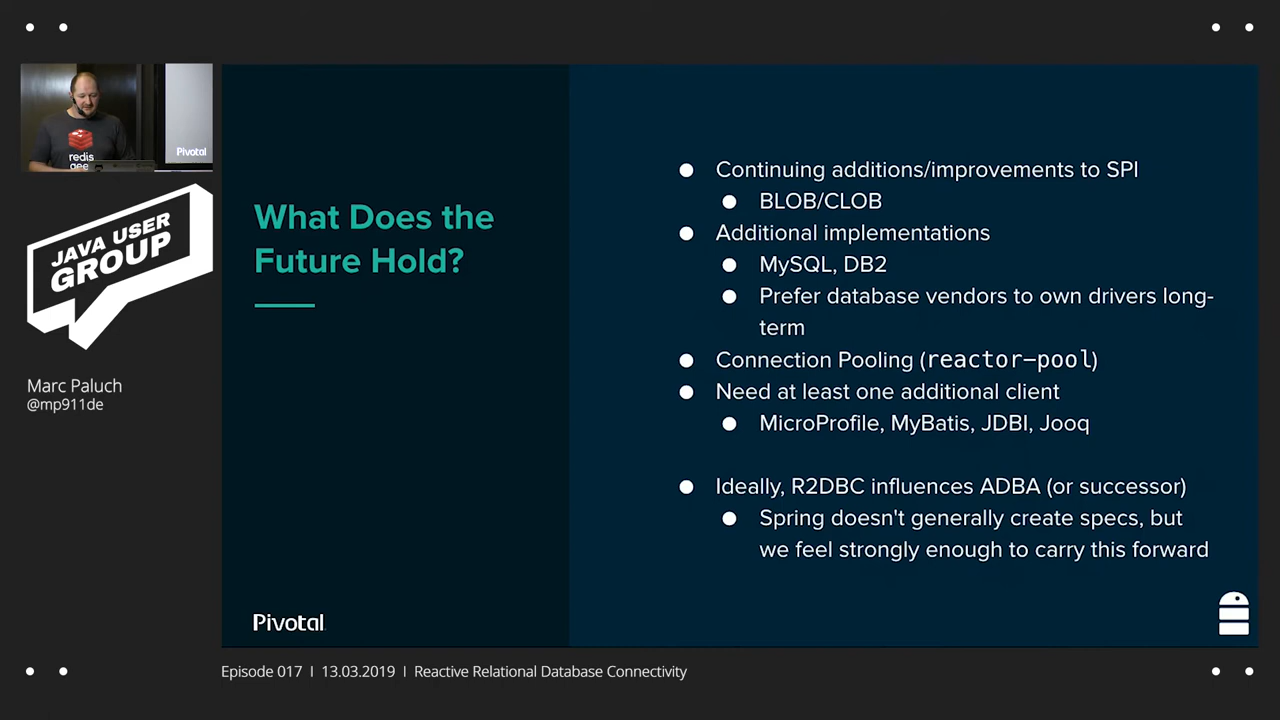 redis
Pivotal
JAVA USER
GROUP
Marc Paluch
@mp911de
What Does the
Future Hold?
Continuing additions/improvements to SPI
BLOB/CLOB
Additional implementations
MySQL, DB2
Prefer database vendors to own drivers long-
term
Connection Pooling (reactor-pool)
Need at least one additional client
MicroProfile, MyBatis, JDBI, Jooq
Ideally, R2DBC influences ADBA (or successor)
Spring doesn't generally create specs, but
we feel strongly enough to carry this forward
Pivotal
Episode 017 | 13.03.2019 | Reactive Relational Database Connectivity